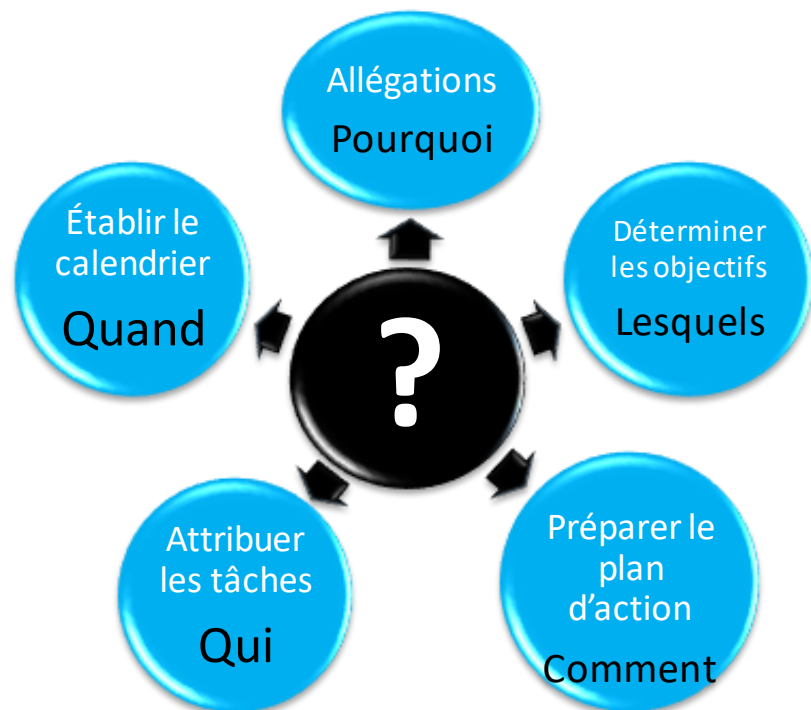 Allégations
Pourquoi
Établir le
calendrier
Quand
Déterminer
les objectifs
Lesquels
?
Attribuer
les tâches
Qui
Préparer le
plan
d’action
Comment